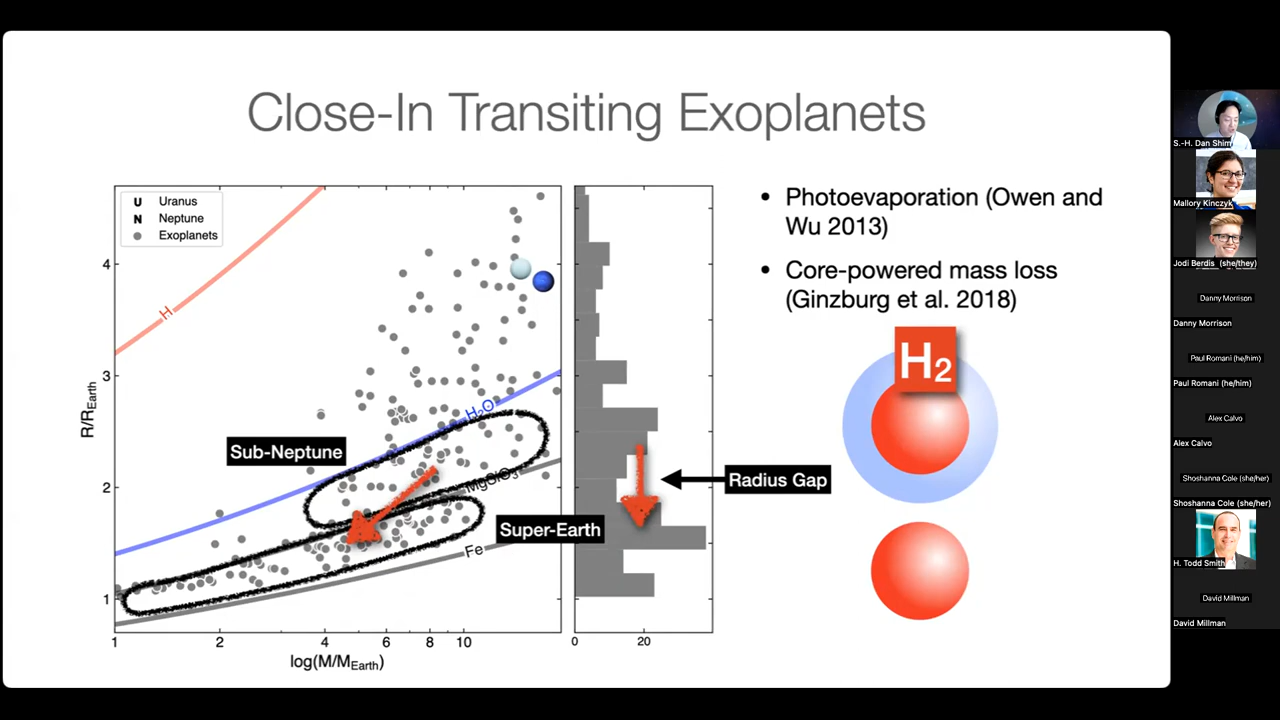 Close-In Transiting Exoplanets
U Uranus
N Neptune
Exoplanets
H
H₂O
MgSiO₃
Fe
Sub-Neptune
Super-Earth
Radius Gap
4
3
2
1
R/R_Earth
1 2 4 6 8 10
log(M/M_Earth)
0 20
• Photoevaporation (Owen and
Wu 2013)
• Core-powered mass loss
(Ginzburg et al. 2018)
H₂
S.-H. Dan Shim
Mallory Kinczyk
Jodi Berdis (she/they)
Danny Morrison
Danny Morrison
Paul Romani (he/him)
Paul Romani (he/him)
Alex Calvo
Alex Calvo
Shoshanna Cole (she/her)
Shoshanna Cole (she/her)
H. Todd Smith
David Millman
David Millman